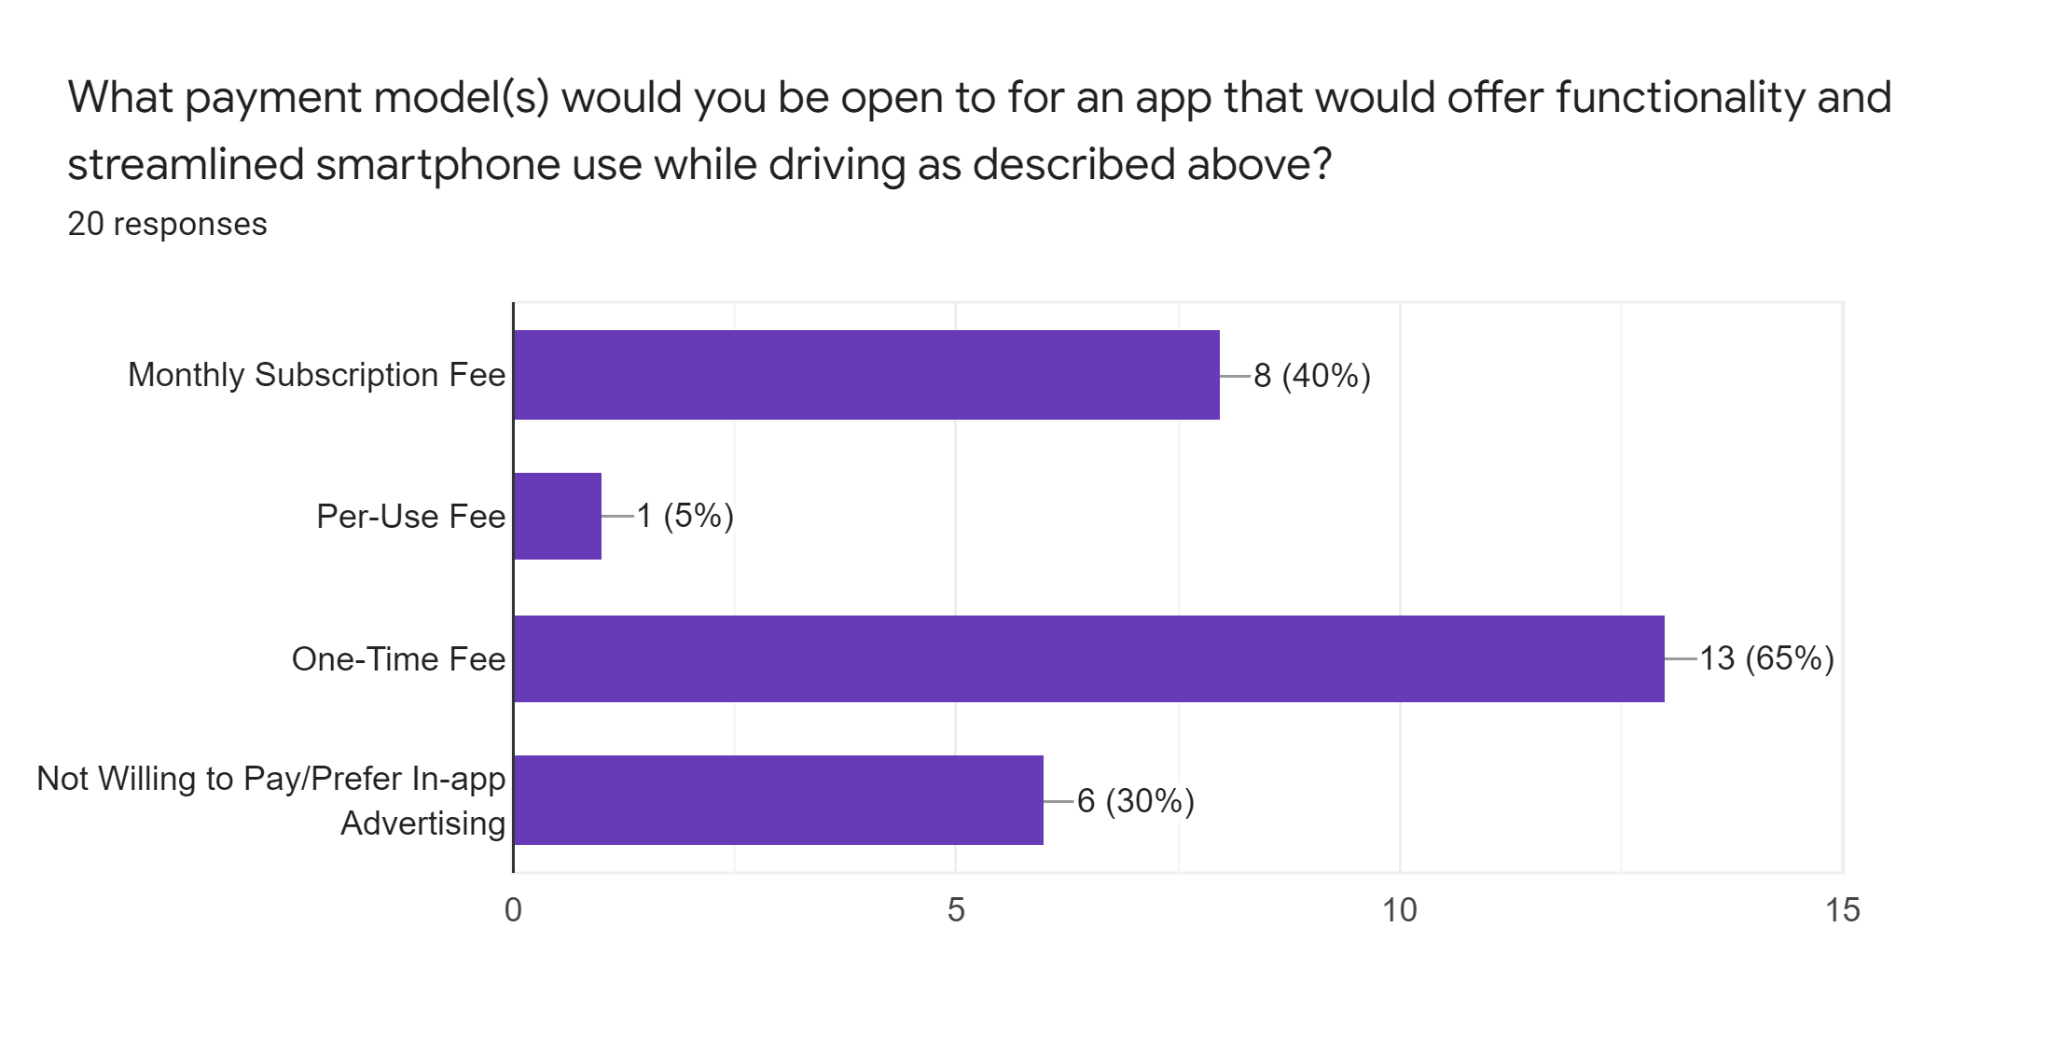 What payment model(s) would you be open to for an app that would offer functionality and
streamlined smartphone use while driving as described above?
20 responses
Monthly Subscription Fee
8 (40%)
Per-Use Fee
1 (5%)
One-Time Fee
13 (65%)
Not Willing to Pay/Prefer In-app
Advertising
6 (30%)
0
5
10
15